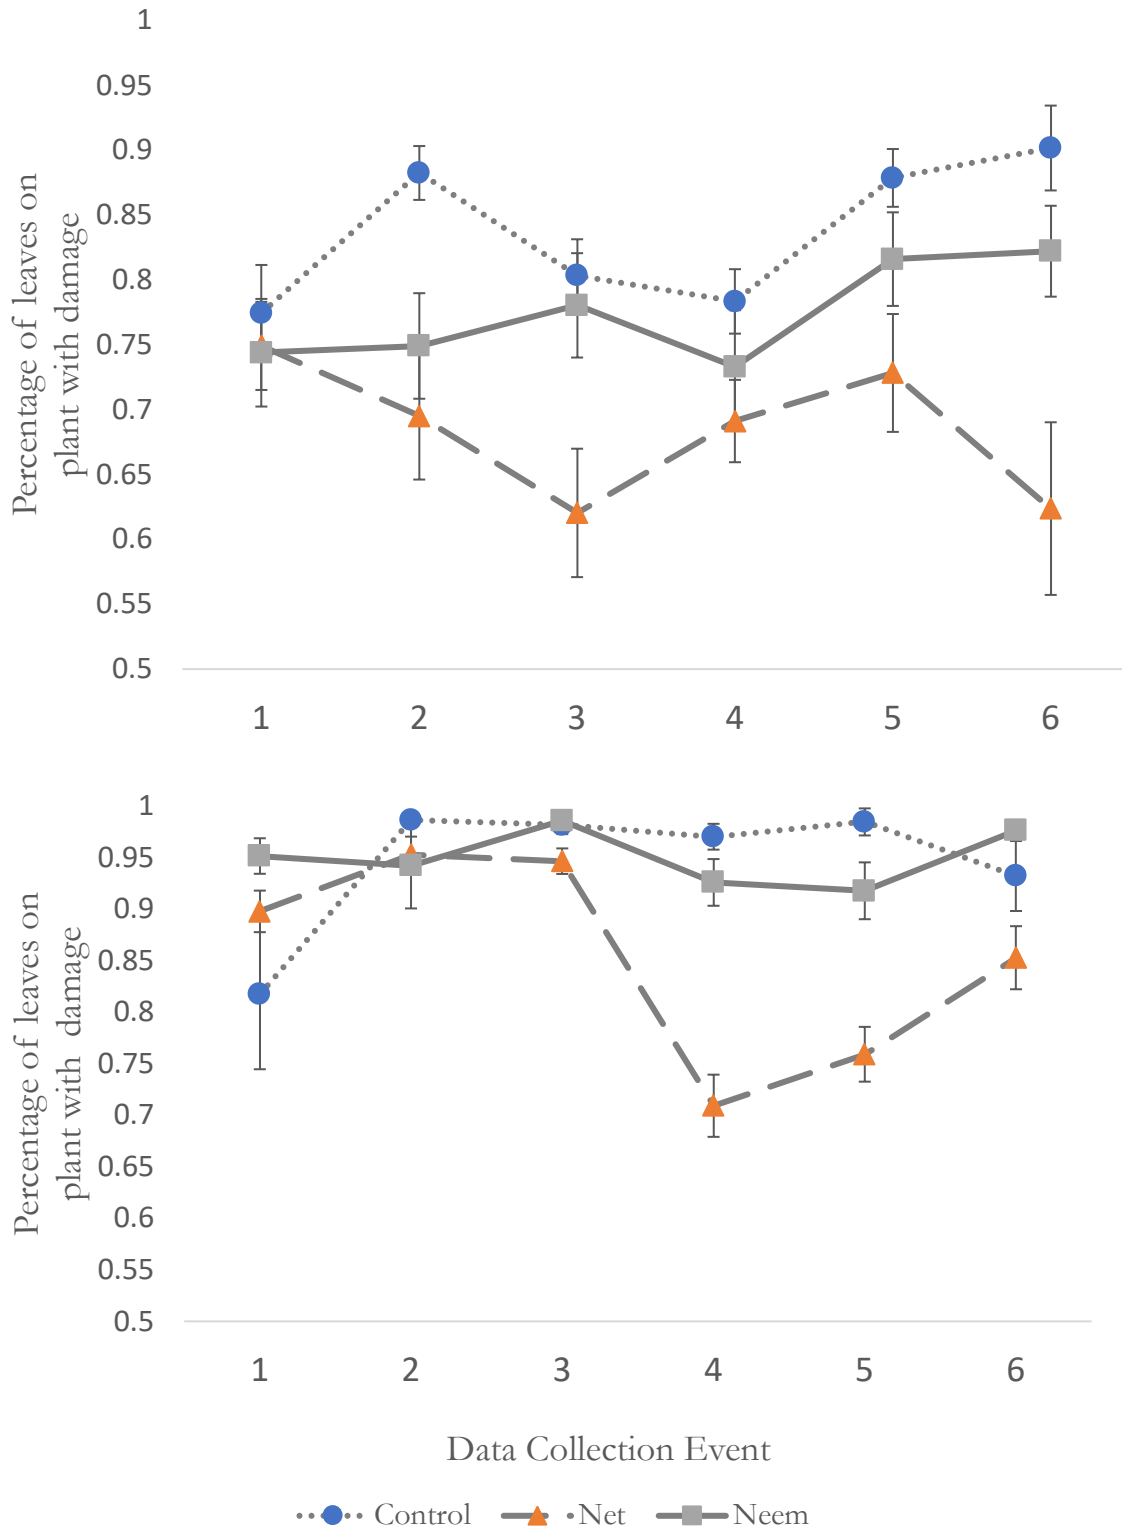 1
0.95
0.9
0.85
0.8
0.75
0.7
0.65
0.6
0.55
0.5
Percentage of leaves on
plant with damage
1 2 3 4 5 6
1
0.95
0.9
0.85
0.8
0.75
0.7
0.65
0.6
0.55
0.5
Percentage of leaves on
plant with damage
1 2 3 4 5 6
Data Collection Event
Control Net Neem